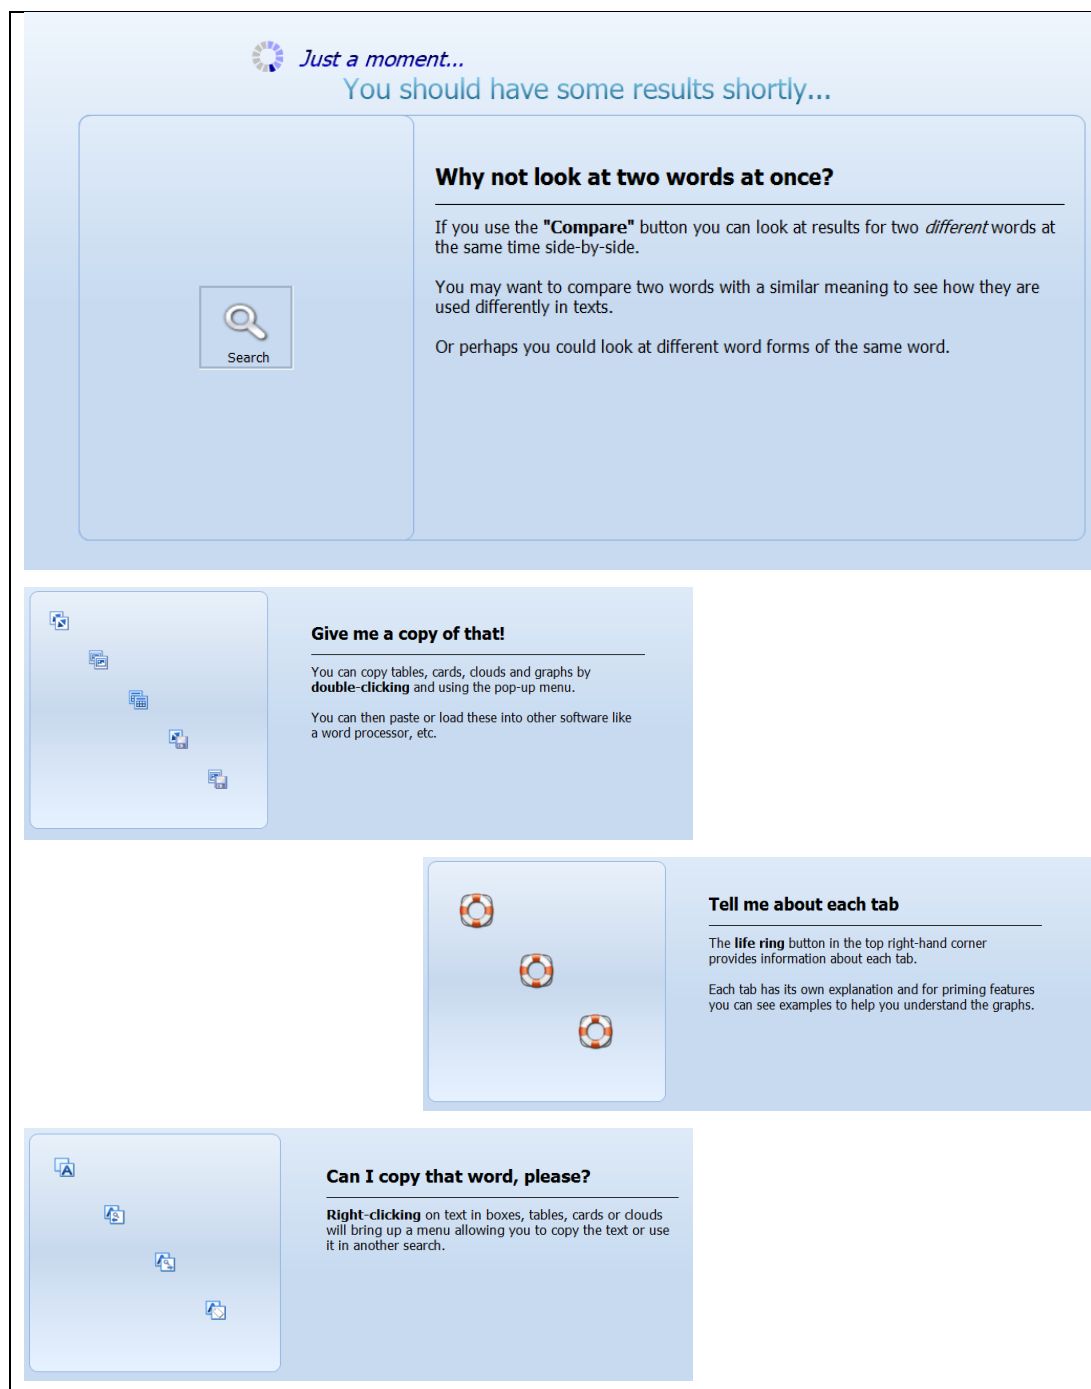 Just a moment...
You should have some results shortly...
Why not look at two words at once?
If you use the "Compare" button you can look at results for two different words at
the same time side-by-side.
You may want to compare two words with a similar meaning to see how they are
used differently in texts.
Or perhaps you could look at different word forms of the same word.
Search
Give me a copy of that!
You can copy tables, cards, clouds and graphs by
double-clicking and using the pop-up menu.
You can then paste or load these into other software like
a word processor, etc.
Tell me about each tab
The life ring button in the top right-hand corner
provides information about each tab.
Each tab has its own explanation and for priming features
you can see examples to help you understand the graphs.
Can I copy that word, please?
Right-clicking on text in boxes, tables, cards or clouds
will bring up a menu allowing you to copy the text or use
it in another search.